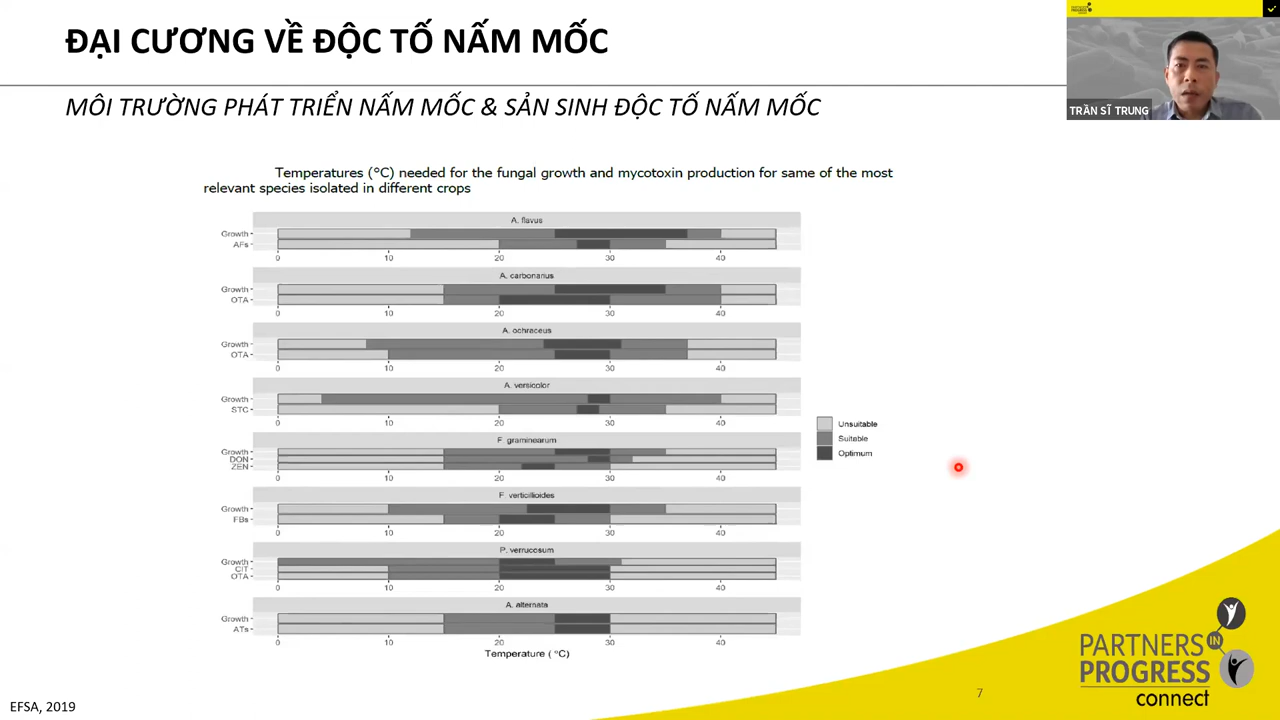 ĐẠI CƯƠNG VỀ ĐỘC TỐ NẤM MỐC
MÔI TRƯỜNG PHÁT TRIỂN NẤM MỐC & SẢN SINH ĐỘC TỐ NẤM MỐC
TRẦN SĨ TRUNG
Temperatures (°C) needed for the fungal growth and mycotoxin production for same of the most
relevant species isolated in different crops
A. flavus
Growth
AFs
0 10 20 30 40
A. carbonarius
Growth
OTA
0 10 20 30 40
A. ochraceus
Growth
OTA
0 10 20 30 40
A. versicolor
Growth
STC
0 10 20 30 40
F. graminearum
Growth
DON
ZEN
0 10 20 30 40
F. verticillioides
Growth
FBs
0 10 20 30 40
P. verrucosum
Growth
CIT
OTA
0 10 20 30 40
A. alternata
Growth
ATs
0 10 20 30 40
Temperature (°C)
Unsuitable
Suitable
Optimum
PARTNERS IN
PROGRESS
connect
7
EFSA, 2019